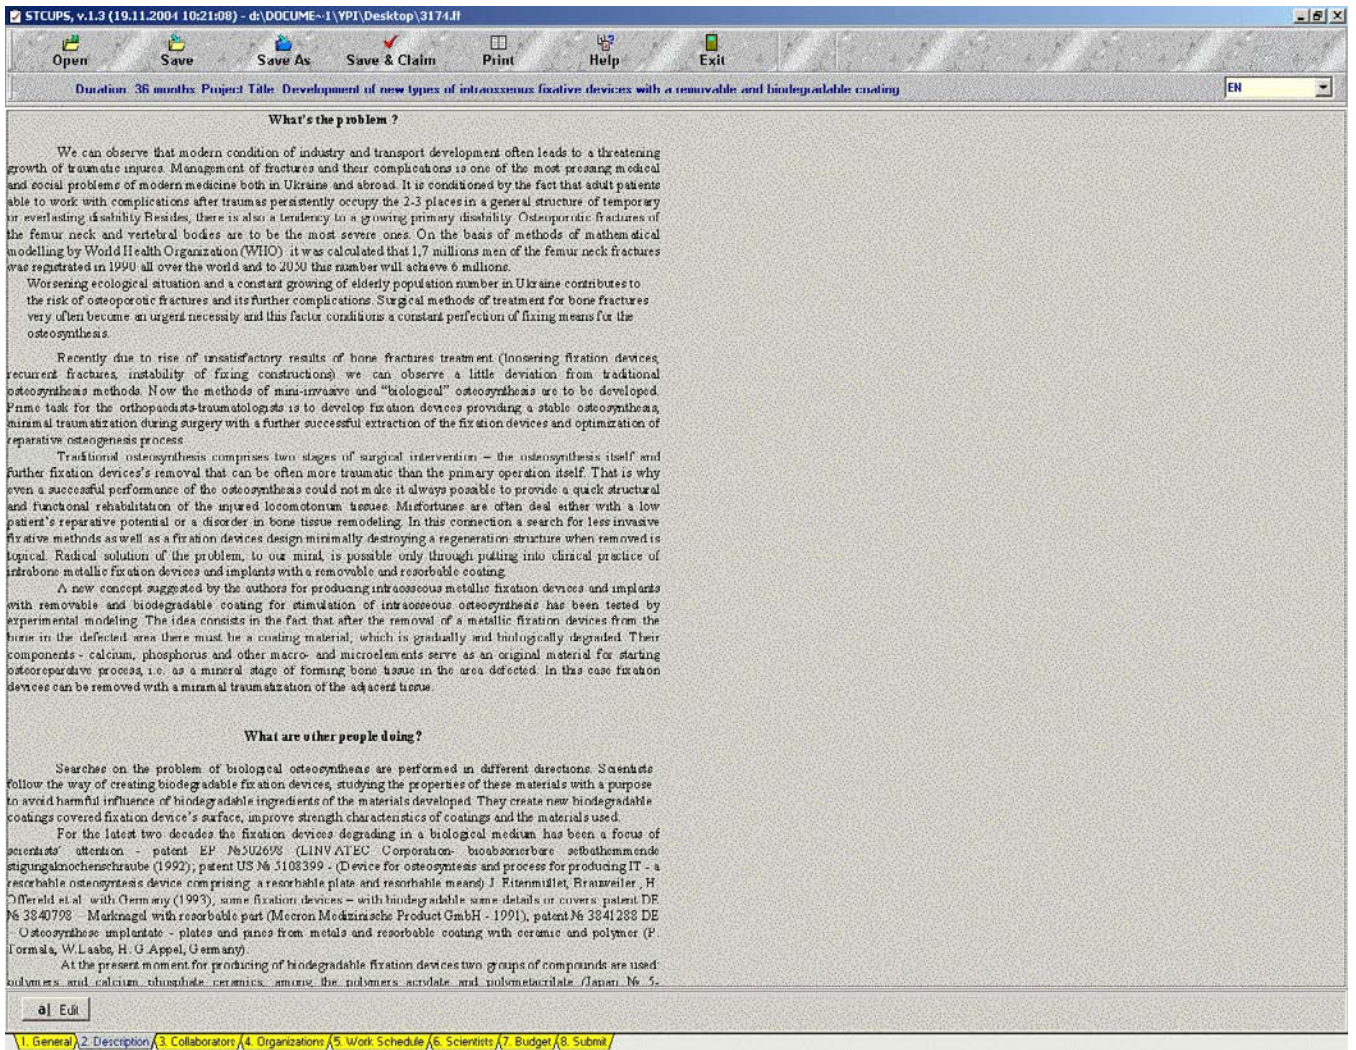 STCUPS, v.1.3 (19.11.2004 10:21:08) - d:\DOCUME~1\YPI\Desktop\3174.lf
Open Save Save As Save & Claim Print Help Exit
Duration: 36 months Project Title: Development of new types of intraosseous fixative devices with a removable and biodegradable coating EN
What's the problem ?
We can observe that modern condition of industry and transport development often leads to a threatening
growth of traumatic injures. Management of fractures and their complications is one of the most pressing medical
and social problems of modern medicine both in Ukraine and abroad. It is conditioned by the fact that adult patients
able to work with complications after traumas persistently occupy the 2-3 places in a general structure of temporary
or everlasting disability Besides, there is also a tendency to a growing primary disability. Osteoporotic fractures of
the femur neck and vertebral bodies are to be the most severe ones. On the basis of methods of mathematical
modelling by World Health Organization (WHO) it was calculated that 1,7 millions men of the femur neck fractures
was registrated in 1990 all over the world and to 2050 this number will achieve 6 millions.
Worsening ecological situation and a constant growing of elderly population number in Ukraine contributes to
the risk of osteoporotic fractures and its further complications. Surgical methods of treatment for bone fractures
very often become an urgent necessity and this factor conditions a constant perfection of fixing means for the
osteosynthesis.
Recently due to rise of unsatisfactory results of bone fractures treatment (loosening fixation devices,
recurrent fractures, instability of fixing constructions) we can observe a little deviation from traditional
osteosynthesis methods. Now the methods of mini-invasive and “biological” osteosynthesis are to be developed.
Prime task for the orthopaedists-traumatologists is to develop fixation devices providing a stable osteosynthesis,
minimal traumatization during surgery with a further successful extraction of the fixation devices and optimization of
reparative osteogenesis process
Traditional osteosynthesis comprises two stages of surgical intervention – the osteosynthesis itself and
further fixation devices's removal that can be often more traumatic than the primary operation itself. That is why
even a successful performance of the osteosynthesis could not make it always possible to provide a quick structural
and functional rehabilitation of the injured locomotorium tissues. Misfortunes are often deal either with a low
patient's reparative potential or a disorder in bone tissue remodeling. In this connection a search for less invasive
fixative methods as well as a fixation devices design minimally destroying a regeneration structure when removed is
topical. Radical solution of the problem, to our mind, is possible only through putting into clinical practice of
intrabone metallic fixation devices and implants with a removable and resorbable coating.
A new concept suggested by the authors for producing intraosseous metallic fixation devices and implants
with removable and biodegradable coating for stimulation of intraosseous osteosynthesis has been tested by
experimental modeling. The idea consists in the fact that after the removal of a metallic fixation devices from the
bone in the defected area there must be a coating material, which is gradually and biologically degraded. Their
components - calcium, phosphorus and other macro- and microelements serve as an original material for starting
osteoreparative process, i.e. as a mineral stage of forming bone tissue in the area defected. In this case fixation
devices can be removed with a minimal traumatization of the adjacent tissue.
What are other people doing?
Searches on the problem of biological osteosynthesis are performed in different directions. Scientists
follow the way of creating biodegradable fixation devices, studying the properties of these materials with a purpose
to avoid harmful influence of biodegradable ingredients of the materials developed. They create new biodegradable
coatings covered fixation device's surface, improve strength characteristics of coatings and the materials used.
For the latest two decades the fixation devices degrading in a biological medium has been a focus of
scientists' attention - patent EP №502698 (LINVATEC Corporation- bioabsorierbare selbathemmende
stigungaknochenschraube (1992); patent US № 5108399 - (Device for osteosyntesis and process for producing IT - a
resorbable osteosyntesis device comprising a resorbable plate and resorbable means) J. Eitenmullet, Brauweiler , H.
Offereld et.al. with Germany (1993), some fixation devices – with biodegradable some details or covers: patent DE
№ 3840798 – Marknagel with resorbable part (Mecron Medizinische Product GmbH - 1991), patent № 3841288 DE
- Osteosynthese implantate - plates and pines from metals and resorbable coating with ceramic and polymer (P.
Tormala, W.Laabs, H.G.Appel, Germany).
At the present moment for producing of biodegradable fixation devices two groups of compounds are used:
polymers and calcium phosphate ceramics, among the polymers acrylate and polymetacrilate (Japan № 5-
a| Edit
1. General 2. Description 3. Collaborators 4. Organizations 5. Work Schedule 6. Scientists 7. Budget 8. Submit